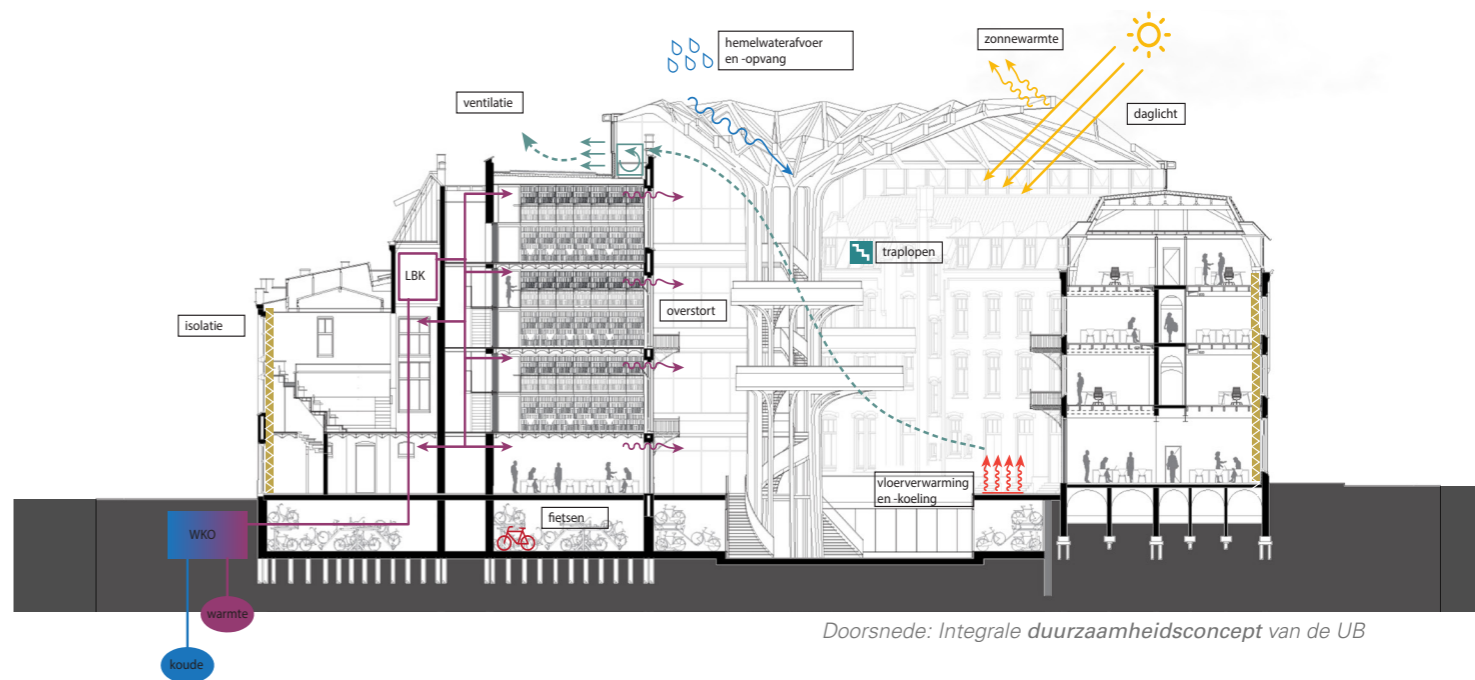 hemelwaterafvoer
en -opvang
zonnewarmte
ventilatie
daglicht
traplopen
LBK
overstort
isolatie
vloerverwarming
en -koeling
fietsen
WKO
warmte
koude
Doorsnede: Integrale duurzaamheidsconcept van de UB